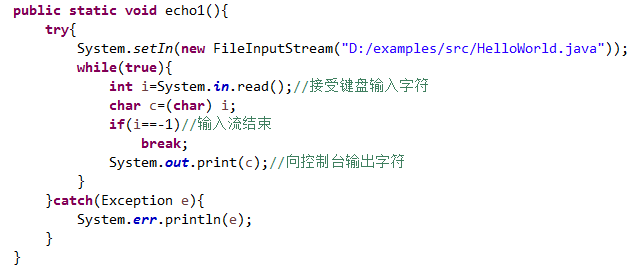 public static void echo1(){
    try{
        System.setIn(new FileInputStream("D:/examples/src/HelloWorld.java"));
        while(true){
            int i=System.in.read();//接受键盘输入字符
            char c=(char) i;
            if(i==-1)//输入流结束
                break;
            System.out.print(c);//向控制台输出字符
        }
    }catch(Exception e){
        System.err.println(e);
    }
}